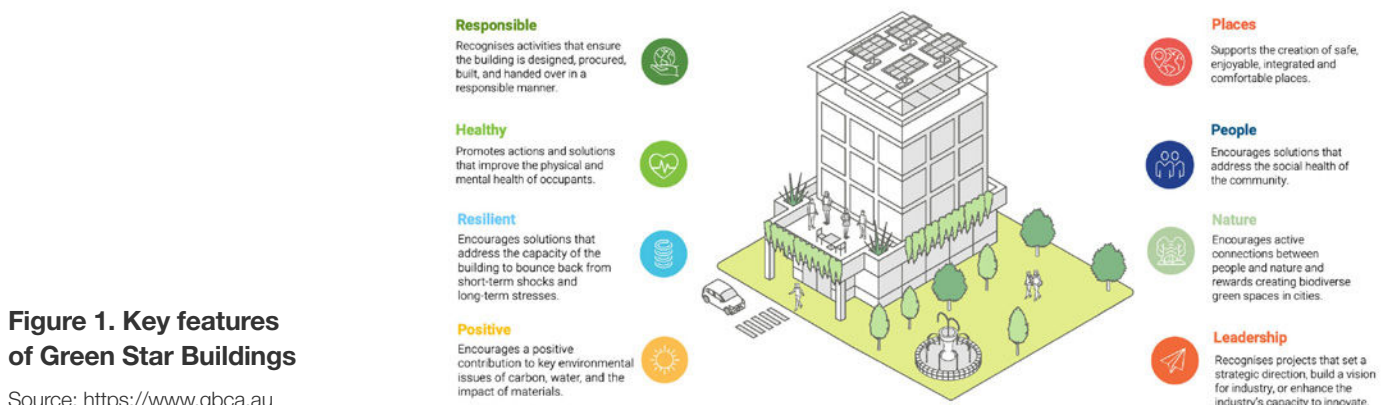 Responsible
Recognises activities that ensure
the building is designed, procured,
built, and handed over in a
responsible manner.
Healthy
Promotes actions and solutions
that improve the physical and
mental health of occupants.
Resilient
Encourages solutions that
address the capacity of the
building to bounce back from
short-term shocks and
long-term stresses.
Positive
Encourages a positive
contribution to key environmental
issues of carbon, water, and the
impact of materials.
Places
Supports the creation of safe,
enjoyable, integrated and
comfortable places.
People
Encourages solutions that
address the social health of
the community.
Nature
Encourages active
connections between
people and nature and
rewards creating biodiverse
green spaces in cities.
Leadership
Recognises projects that set a
strategic direction, build a vision
for industry, or enhance the
industry's capacity to innovate.
Figure 1. Key features
of Green Star Buildings
Source: https://www.gbca.au